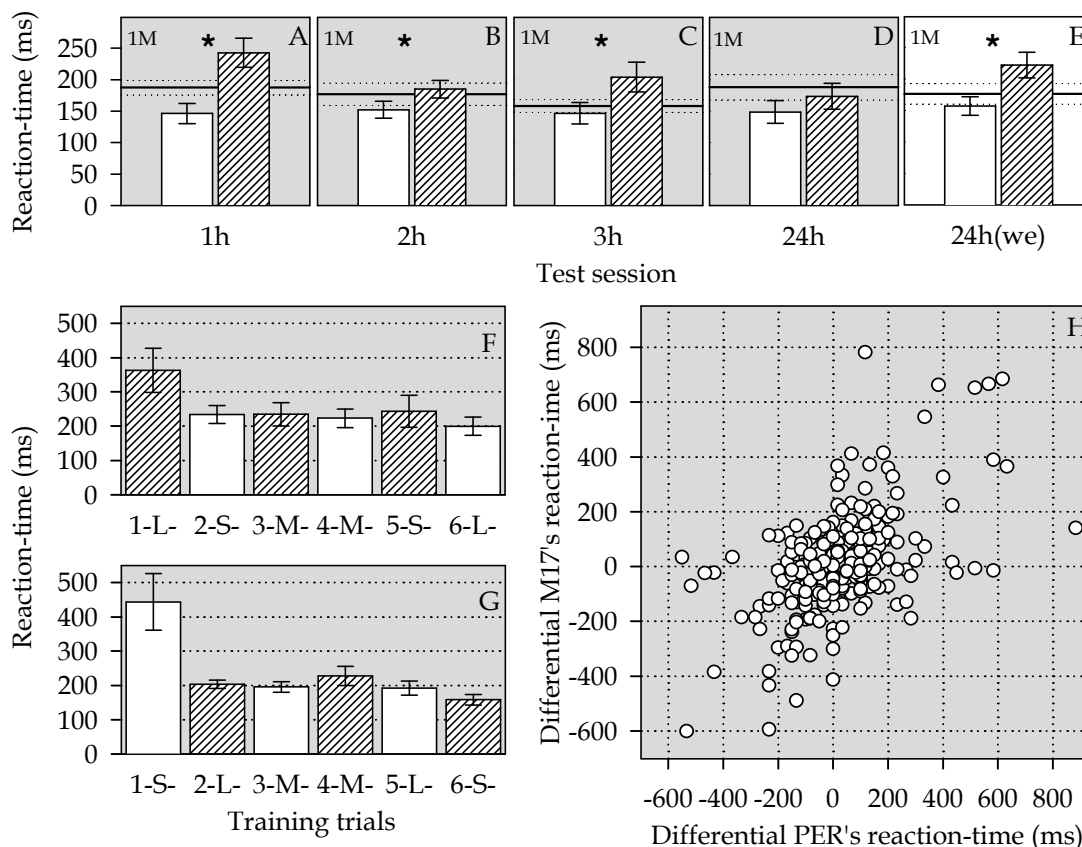 Reaction-time (ms)
250
200
150
100
50
0
1M * A
1M * B
1M * C
1M D
1M * E
1h 2h 3h 24h 24h(we)
Test session
Reaction-time (ms)
500
400
300
200
100
0
F
1-L- 2-S- 3-M- 4-M- 5-S- 6-L-
500
400
300
200
100
0
G
1-S- 2-L- 3-M- 4-M- 5-L- 6-S-
Training trials
Differential M17's reaction-ime (ms)
800
600
400
200
0
-200
-400
-600
H
-600 -400 -200 0 200 400 600 800
Differential PER's reaction-time (ms)